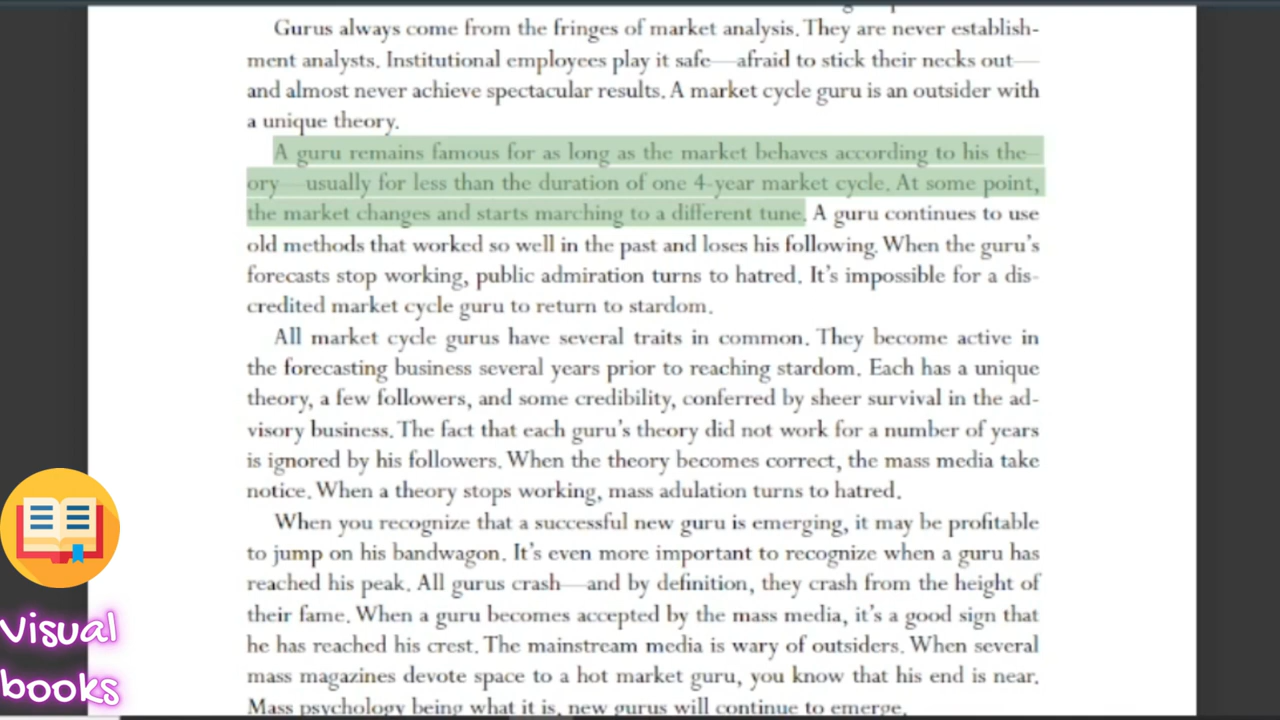 Gurus always come from the fringes of market analysis. They are never establish-
ment analysts. Institutional employees play it safe—afraid to stick their necks out—
and almost never achieve spectacular results. A market cycle guru is an outsider with
a unique theory.
A guru remains famous for as long as the market behaves according to his the-
ory—usually for less than the duration of one 4-year market cycle. At some point,
the market changes and starts marching to a different tune. A guru continues to use
old methods that worked so well in the past and loses his following. When the guru's
forecasts stop working, public admiration turns to hatred. It's impossible for a dis-
credited market cycle guru to return to stardom.
All market cycle gurus have several traits in common. They become active in
the forecasting business several years prior to reaching stardom. Each has a unique
theory, a few followers, and some credibility, conferred by sheer survival in the ad-
visory business. The fact that each guru's theory did not work for a number of years
is ignored by his followers. When the theory becomes correct, the mass media take
notice. When a theory stops working, mass adulation turns to hatred.
When you recognize that a successful new guru is emerging, it may be profitable
to jump on his bandwagon. It's even more important to recognize when a guru has
reached his peak. All gurus crash—and by definition, they crash from the height of
their fame. When a guru becomes accepted by the mass media, it's a good sign that
he has reached his crest. The mainstream media is wary of outsiders. When several
mass magazines devote space to a hot market guru, you know that his end is near.
Mass psychology being what it is, new gurus will continue to emerge.
Visual
books